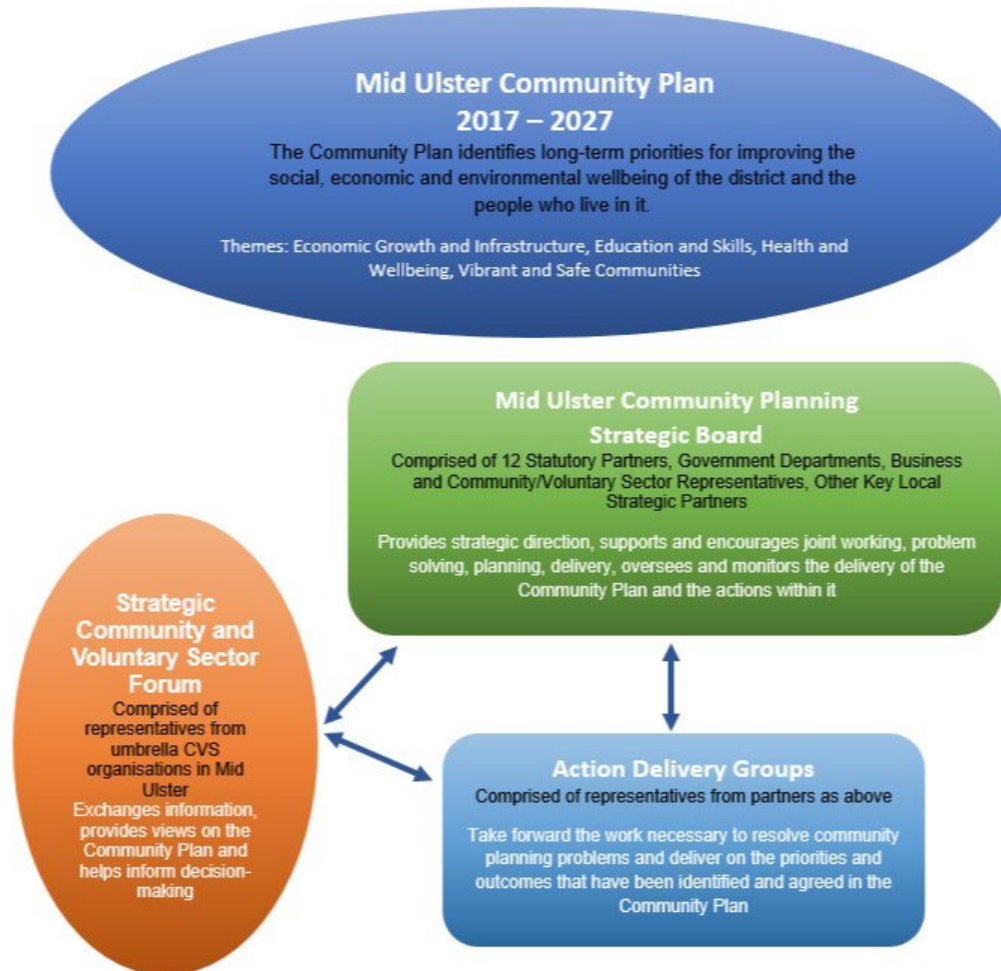 Mid Ulster Community Plan
2017 – 2027
The Community Plan identifies long-term priorities for improving the
social, economic and environmental wellbeing of the district and the
people who live in it.
Themes: Economic Growth and Infrastructure, Education and Skills, Health and
Wellbeing, Vibrant and Safe Communities
Mid Ulster Community Planning
Strategic Board
Comprised of 12 Statutory Partners, Government Departments, Business
and Community/Voluntary Sector Representatives, Other Key Local
Strategic Partners
Provides strategic direction, supports and encourages joint working, problem
solving, planning, delivery, oversees and monitors the delivery of the
Community Plan and the actions within it
Strategic
Community and
Voluntary Sector
Forum
Comprised of
representatives from
umbrella CVS
organisations in Mid
Ulster
Exchanges information,
provides views on the
Community Plan and
helps inform decision-
making
Action Delivery Groups
Comprised of representatives from partners as above
Take forward the work necessary to resolve community
planning problems and deliver on the priorities and
outcomes that have been identified and agreed in the
Community Plan